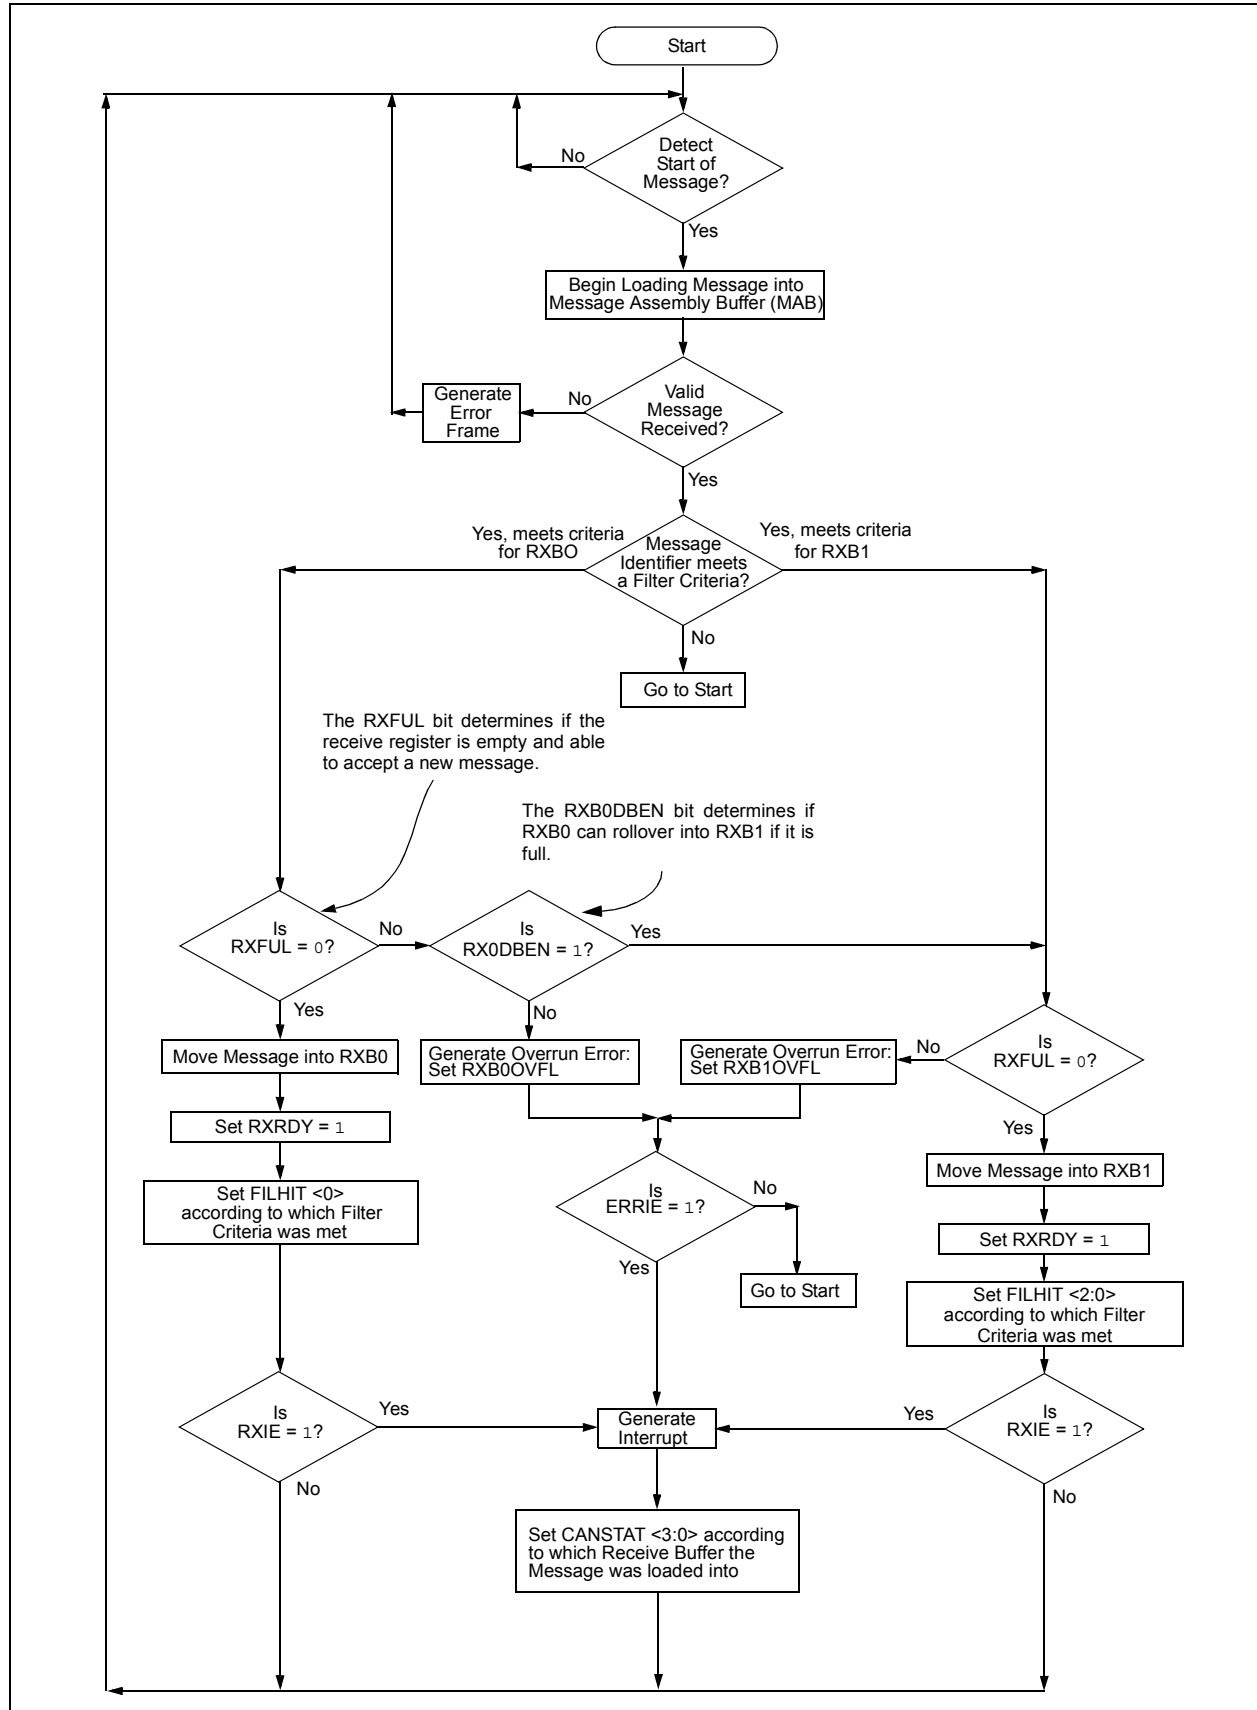 Start
Detect
Start of
Message?
No
Yes
Begin Loading Message into
Message Assembly Buffer (MAB)
Valid
Message
Received?
No
Generate
Error
Frame
Yes
Message
Identifier meets
a Filter Criteria?
Yes, meets criteria
for RXBO
Yes, meets criteria
for RXB1
No
Go to Start
The RXFUL bit determines if the
receive register is empty and able
to accept a new message.
The RXB0DBEN bit determines if
RXB0 can rollover into RXB1 if it is
full.
Is
RXFUL = 0?
No
Is
RX0DBEN = 1?
Yes
Yes
No
Move Message into RXB0
Generate Overrun Error:
Set RXB0OVFL
Generate Overrun Error:
Set RXB1OVFL
No
Is
RXFUL = 0?
Yes
Set RXRDY = 1
Move Message into RXB1
Set FILHIT <0>
according to which Filter
Criteria was met
Is
ERRIE = 1?
No
Yes
Go to Start
Set RXRDY = 1
Set FILHIT <2:0>
according to which Filter
Criteria was met
Is
RXIE = 1?
Yes
No
Generate
Interrupt
Yes
Is
RXIE = 1?
No
Set CANSTAT <3:0> according
to which Receive Buffer the
Message was loaded into